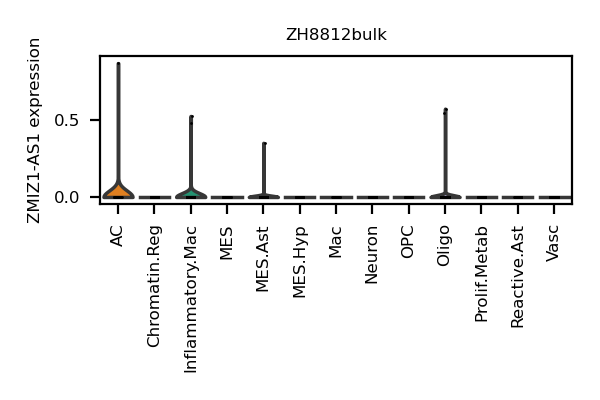 ZH8812bulk
ZMIZ1-AS1 expression
0.5
0.0
AC
Chromatin.Reg
Inflammatory.Mac
MES
MES.Ast
MES.Hyp
Mac
Neuron
OPC
Oligo
Prolif.Metab
Reactive.Ast
Vasc